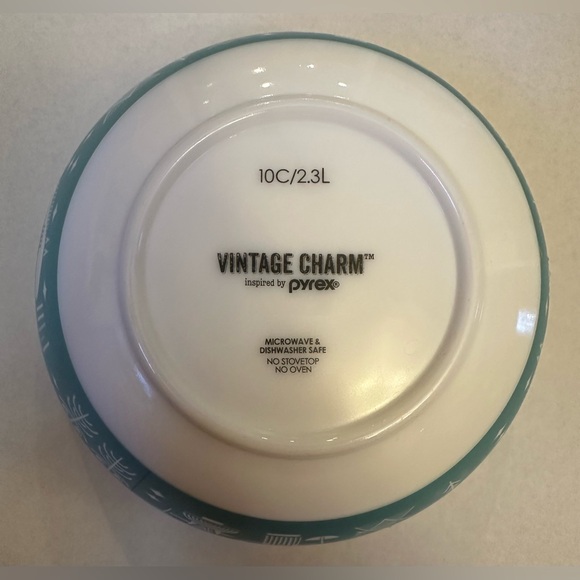 10C/2.3L
VINTAGE CHARM™
inspired by pyrex®
MICROWAVE &
DISHWASHER SAFE
NO STOVETOP
NO OVEN